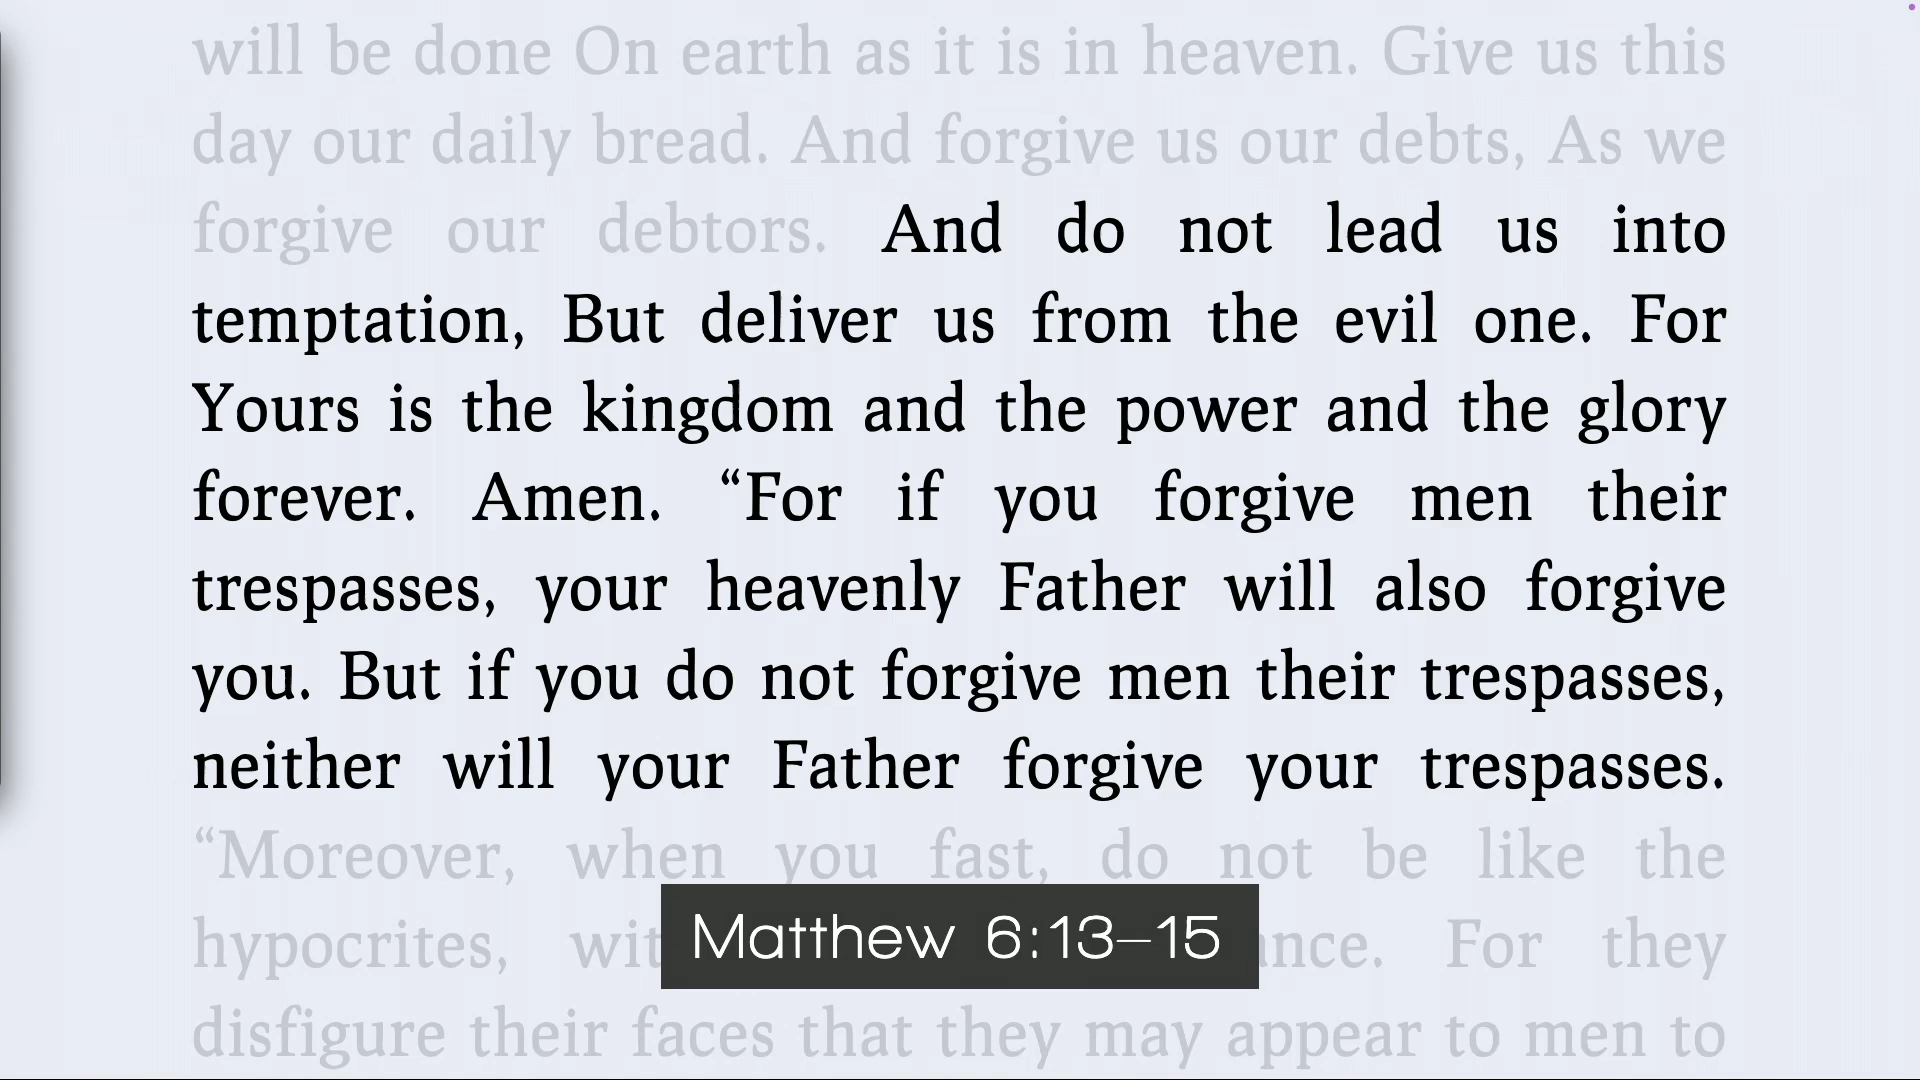 will be done On earth as it is in heaven. Give us this
day our daily bread. And forgive us our debts, As we
forgive our debtors. And do not lead us into
temptation, But deliver us from the evil one. For
Yours is the kingdom and the power and the glory
forever. Amen. “For if you forgive men their
trespasses, your heavenly Father will also forgive
you. But if you do not forgive men their trespasses,
neither will your Father forgive your trespasses.
“Moreover, when you fast, do not be like the
hypocrites, For they
Matthew 6:13–15
disfigure their faces that they may appear to men to